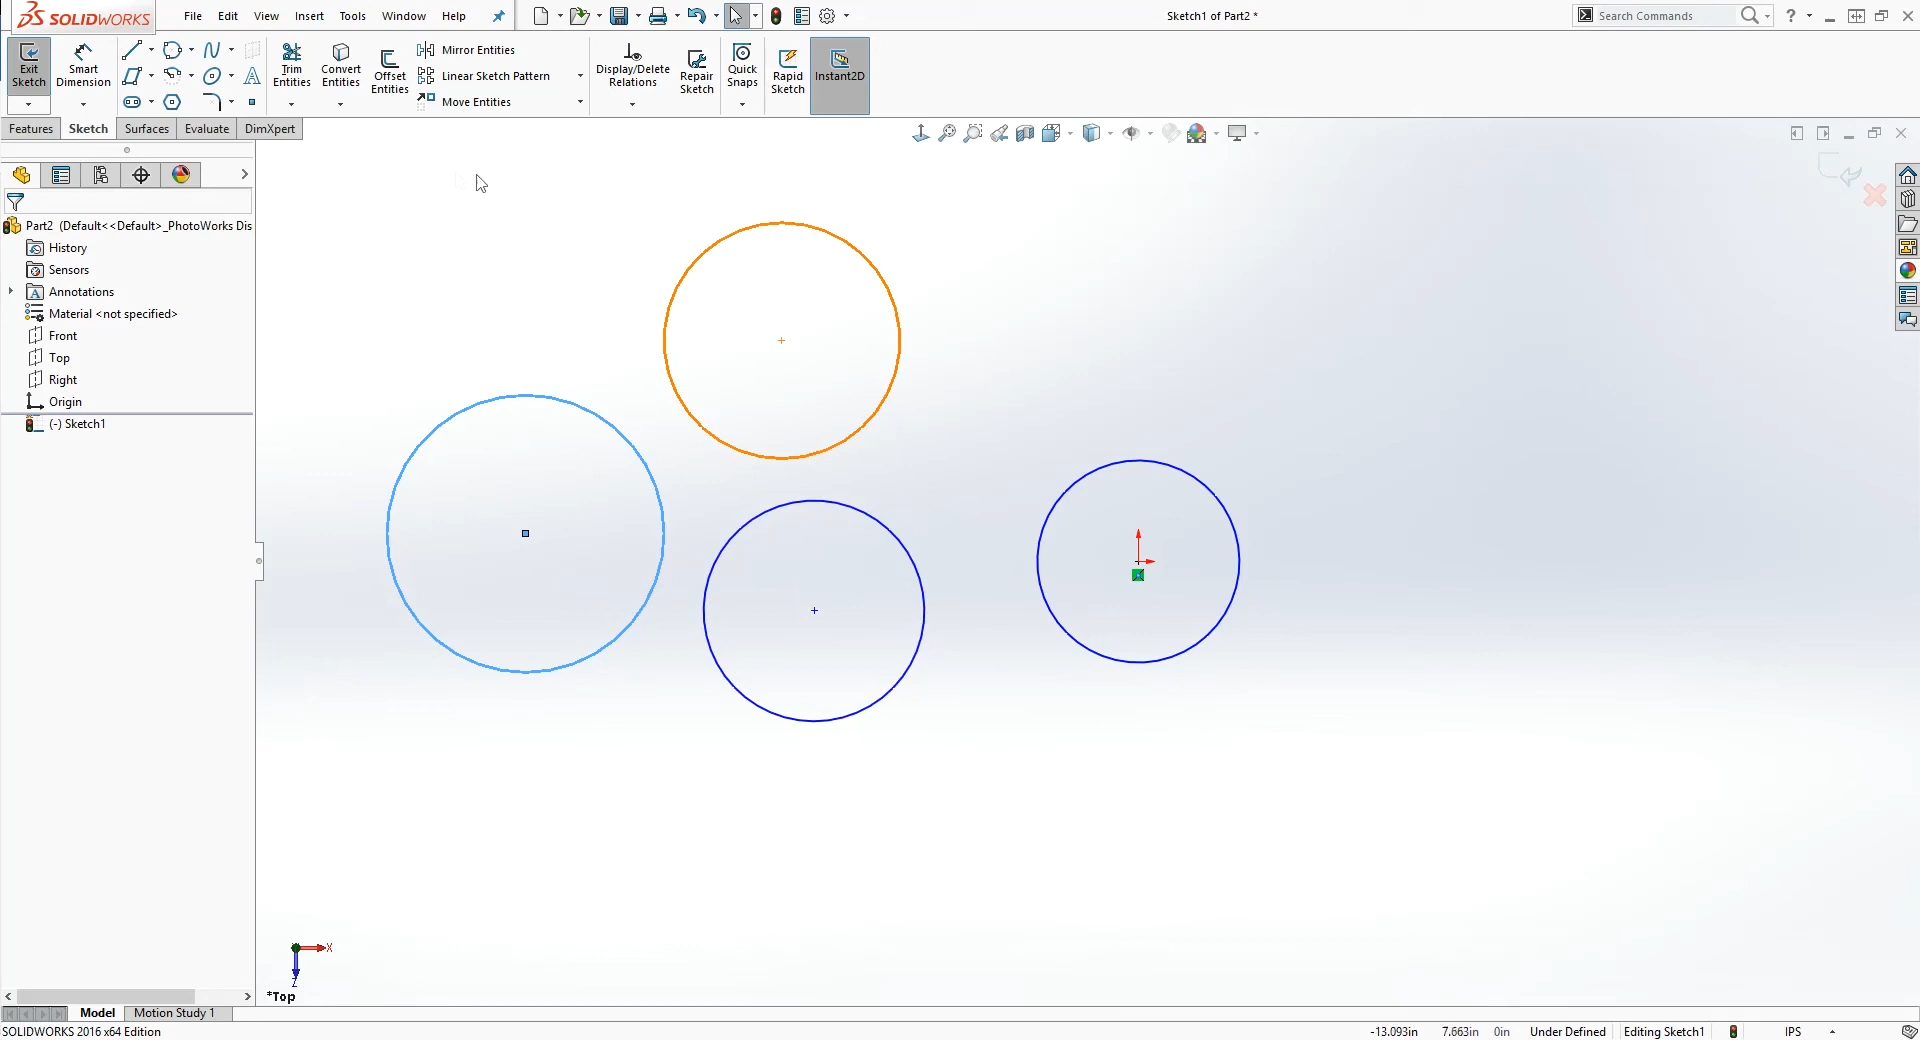 SOLIDWORKS
File Edit View Insert Tools Window Help
Sketch1 of Part2 *
Search Commands
?
Exit Sketch
Smart Dimension
Trim Entities
Convert Entities
Offset Entities
Mirror Entities
Linear Sketch Pattern
Move Entities
Display/Delete Relations
Repair Sketch
Quick Snaps
Rapid Sketch
Instant2D
Features Sketch Surfaces Evaluate DimXpert
Part2 (Default<<Default>_PhotoWorks Dis
History
Sensors
Annotations
Material <not specified>
Front
Top
Right
Origin
(-) Sketch1
X
Z
*Top
Model Motion Study 1
SOLIDWORKS 2016 x64 Edition
-13.093in 7.663in 0in Under Defined Editing Sketch1 IPS